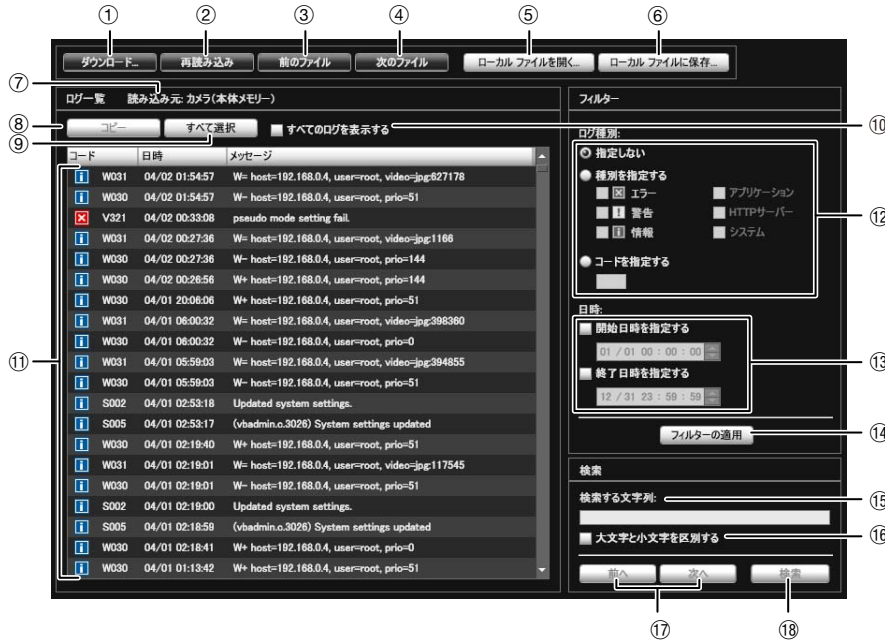 ① ② ③ ④ ⑤ ⑥
ダウンロード... 再読み込み 前のファイル 次のファイル ローカル ファイルを開く... ローカル ファイルに保存...
⑦
ログ一覧 読み込み元: カメラ(本体メモリー)
⑧ コピー すべて選択 すべてのログを表示する ⑩
⑨
コード 日時 メッセージ
W031 04/02 01:54:57 W= host=192.168.0.4, user=root, video=jpg:627178
W030 04/02 01:54:57 W- host=192.168.0.4, user=root, prio=51
V321 04/02 00:33:08 pseudo mode setting fail.
W031 04/02 00:27:36 W= host=192.168.0.4, user=root, video=jpg:1166
W030 04/02 00:27:36 W- host=192.168.0.4, user=root, prio=144
W030 04/02 00:26:56 W+ host=192.168.0.4, user=root, prio=144
W030 04/01 20:06:06 W+ host=192.168.0.4, user=root, prio=51
W031 04/01 06:00:32 W= host=192.168.0.4, user=root, video=jpg:398360
W030 04/01 06:00:32 W- host=192.168.0.4, user=root, prio=0
⑪ W031 04/01 05:59:03 W= host=192.168.0.4, user=root, video=jpg:394855
W030 04/01 05:59:03 W- host=192.168.0.4, user=root, prio=51
S002 04/01 02:53:18 Updated system settings.
S005 04/01 02:53:17 (vbadmin.c.3026) System settings updated
W030 04/01 02:19:40 W+ host=192.168.0.4, user=root, prio=51
W031 04/01 02:19:01 W= host=192.168.0.4, user=root, video=jpg:117545
W030 04/01 02:19:01 W- host=192.168.0.4, user=root, prio=51
S002 04/01 02:19:00 Updated system settings.
S005 04/01 02:18:59 (vbadmin.c.3026) System settings updated
W030 04/01 02:18:41 W+ host=192.168.0.4, user=root, prio=0
W030 04/01 01:13:42 W+ host=192.168.0.4, user=root, prio=51
フィルター
ログ種別:
指定しない
種別を指定する
エラー アプリケーション
警告 HTTPサーバー ⑫
情報 システム
コードを指定する
日時:
開始日時を指定する
01 / 01 00 : 00 : 00
⑬
終了日時を指定する
12 / 31 23 : 59 : 59
フィルターの適用 ⑭
検索
検索する文字列: ⑮
大文字と小文字を区別する ⑯
前へ 次へ 検索
⑰ ⑱